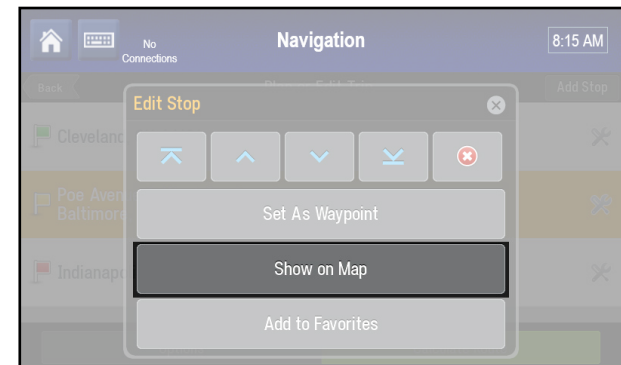 No
Connections
Navigation
8:15 AM
Back
Add Stop
Edit Stop
Cleveland
Poe Aven
Baltimore
Set As Waypoint
Show on Map
Indianap
Add to Favorites